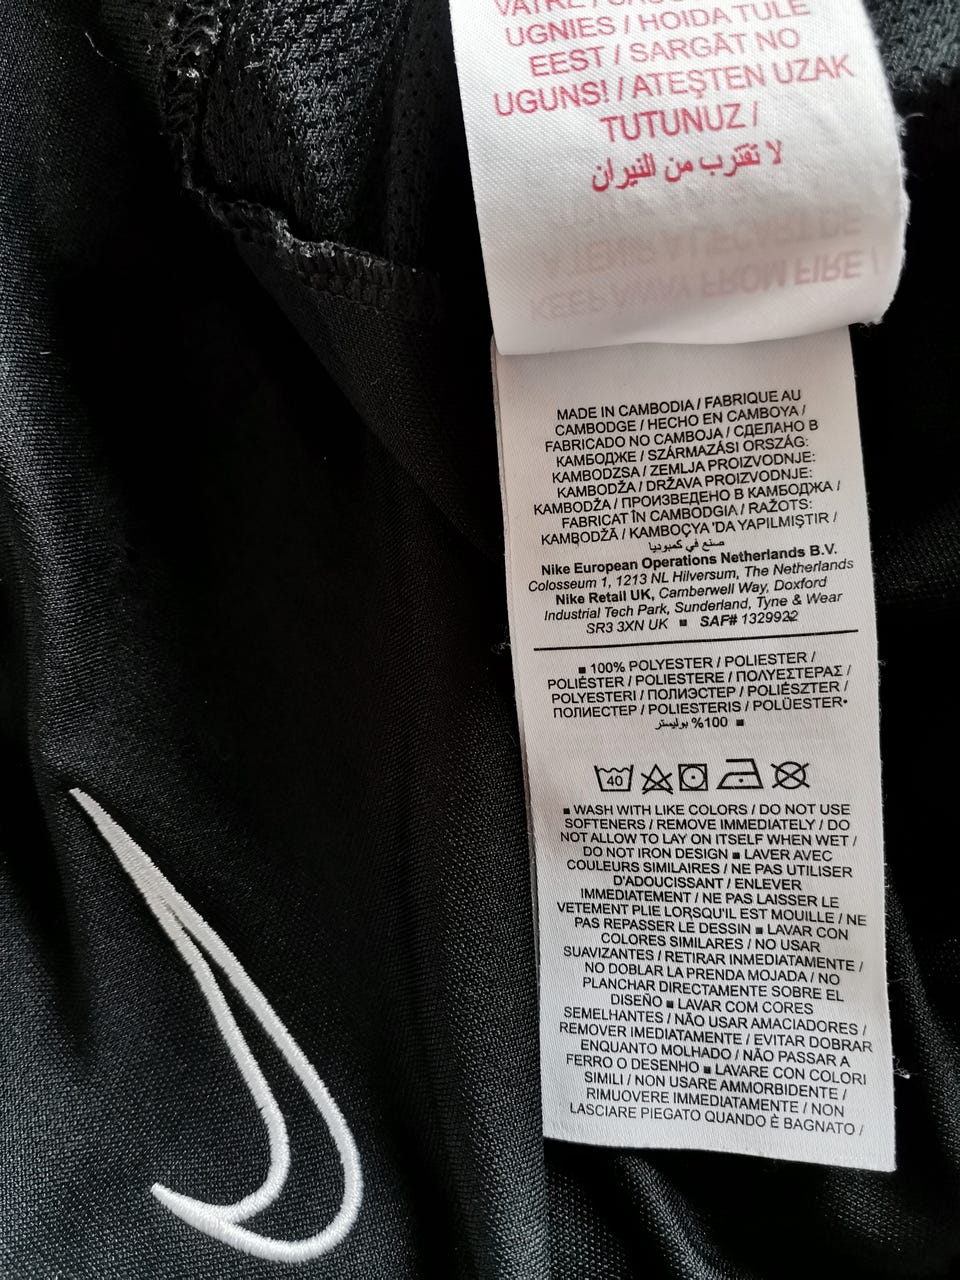 VATRE /
UGNIES / HOIDA TULE
EEST / SARGĀT NO
UGUNS! / ATEŞTEN UZAK
TUTUNUZ /
لا تقترب من النيران
A TENIR A L'ECART DE
KEEP AWAY FROM FIRE /
MADE IN CAMBODIA / FABRIQUE AU
CAMBODGE / HECHO EN CAMBOYA /
FABRICADO NO CAMBOJA / СДЕЛАНО В
КАМБОДЖЕ / SZÁRMAZÁSI ORSZÁG:
KAMBODZSA / ZEMLJA PROIZVODNJE:
KAMBODŽA / DRŽAVA PROIZVODNJE:
KAMBODŽA / ПРОИЗВЕДЕНО В КАМБОДЖА /
FABRICAT ÎN CAMBODGIA / RAŽOTS:
KAMBODŽĀ / KAMBOÇYA 'DA YAPILMIŞTIR /
صنع في كمبوديا
Nike European Operations Netherlands B.V.
Colosseum 1, 1213 NL Hilversum, The Netherlands
Nike Retail UK, Camberwell Way, Doxford
Industrial Tech Park, Sunderland, Tyne & Wear
SR3 3XN UK ■ SAF# 1329922
■ 100% POLYESTER / POLIESTER /
POLIÉSTER / POLIESTERE / ΠΟΛΥΕΣΤΕΡΑΣ /
POLYESTERI / ПОЛИЭСТЕР / POLIÉSZTER /
ПОЛИЕСТЕР / POLIESTERIS / POLÜESTER•
100% بوليستر ■
40
■ WASH WITH LIKE COLORS / DO NOT USE
SOFTENERS / REMOVE IMMEDIATELY / DO
NOT ALLOW TO LAY ON ITSELF WHEN WET /
DO NOT IRON DESIGN ■ LAVER AVEC
COULEURS SIMILAIRES / NE PAS UTILISER
D'ADOUCISSANT / ENLEVER
IMMEDIATEMENT / NE PAS LAISSER LE
VETEMENT PLIE LORSQU'IL EST MOUILLE / NE
PAS REPASSER LE DESSIN ■ LAVAR CON
COLORES SIMILARES / NO USAR
SUAVIZANTES / RETIRAR INMEDIATAMENTE /
NO DOBLAR LA PRENDA MOJADA / NO
PLANCHAR DIRECTAMENTE SOBRE EL
DISEÑO ■ LAVAR COM CORES
SEMELHANTES / NÃO USAR AMACIADORES /
REMOVER IMEDIATAMENTE / EVITAR DOBRAR
ENQUANTO MOLHADO / NÃO PASSAR A
FERRO O DESENHO ■ LAVARE CON COLORI
SIMILI / NON USARE AMMORBIDENTE /
RIMUOVERE IMMEDIATAMENTE / NON
LASCIARE PIEGATO QUANDO È BAGNATO /